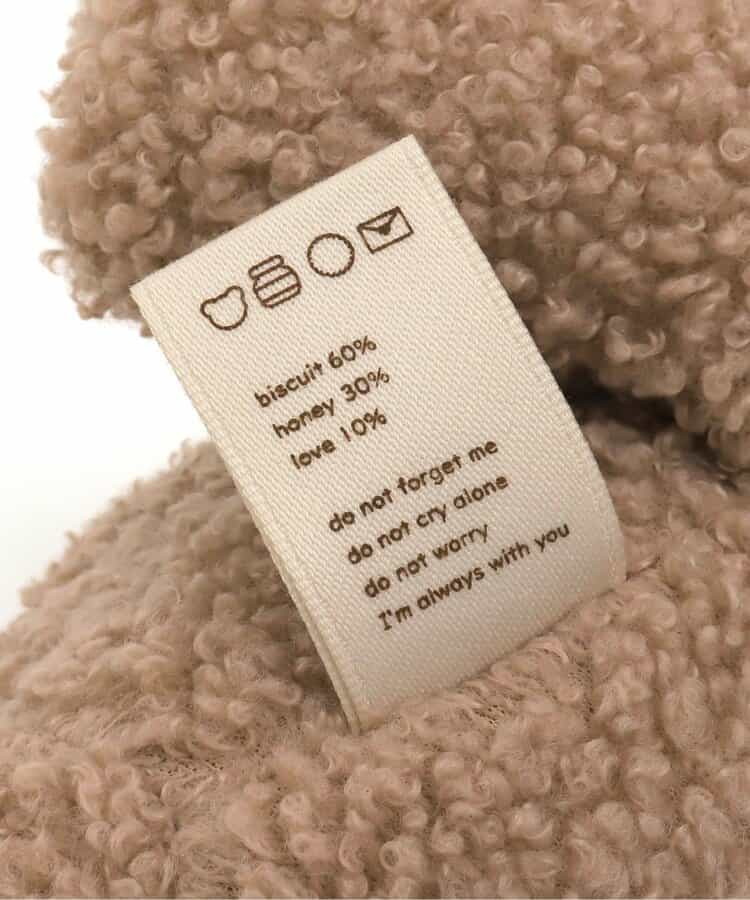 biscuit 60%
honey 30%
love 10%
do not forget me
do not cry alone
do not worry
I'm always with you